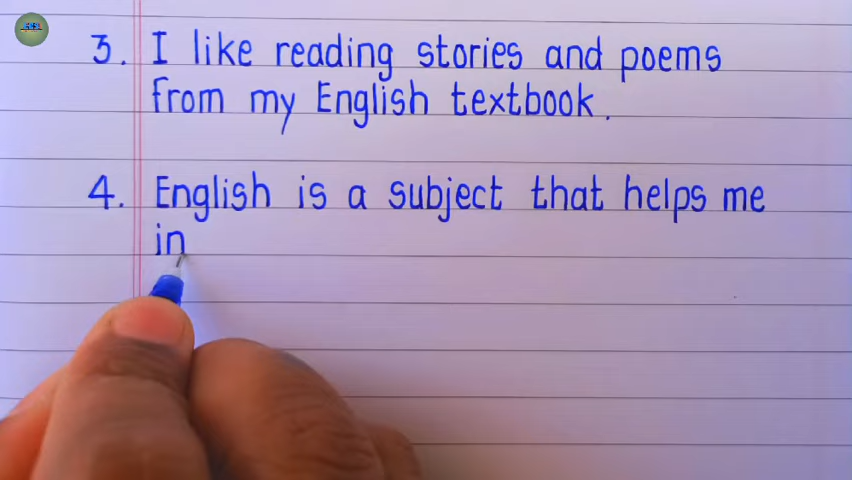 3. I like reading stories and poems
from my English textbook.
4. English is a subject that helps me
in